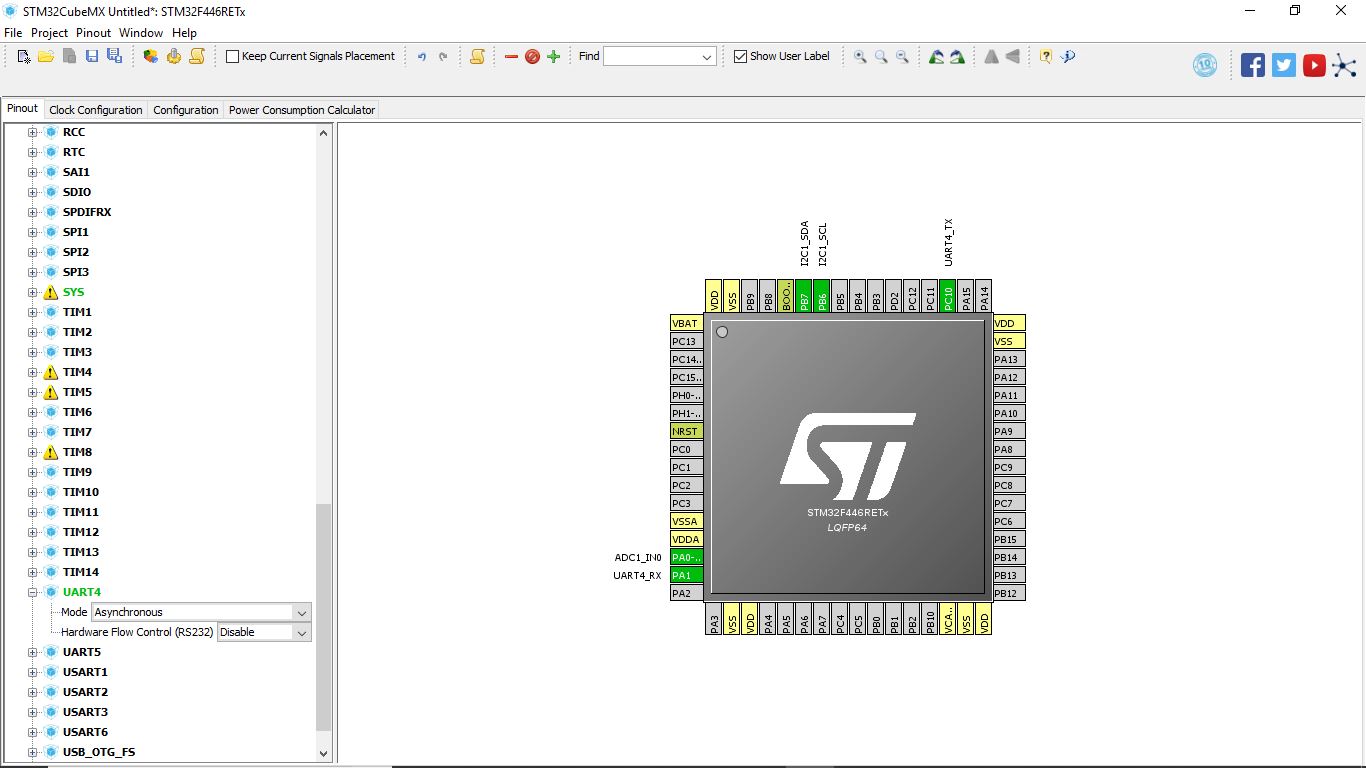 STM32CubeMX Untitled*: STM32F446RETx
File Project Pinout Window Help
Keep Current Signals Placement
Find
Show User Label
10
Pinout
Clock Configuration
Configuration
Power Consumption Calculator
RCC
RTC
SAI1
SDIO
SPDIFRX
SPI1
SPI2
SPI3
SYS
TIM1
TIM2
TIM3
TIM4
TIM5
TIM6
TIM7
TIM8
TIM9
TIM10
TIM11
TIM12
TIM13
TIM14
UART4
Mode Asynchronous
Hardware Flow Control (RS232) Disable
UART5
USART1
USART2
USART3
USART6
USB_OTG_FS
I2C1_SDA
I2C1_SCL
UART4_TX
VDD
VSS
PB9
PB8
BOO..
PB7
PB6
PB5
PB4
PB3
PD2
PC12
PC11
PC10
PA15
PA14
VBAT
PC13
PC14..
PC15..
PH0-..
PH1-..
NRST
PC0
PC1
PC2
PC3
VSSA
VDDA
ADC1_IN0 PA0-..
UART4_RX PA1
PA2
ST
STM32F446RETx
LQFP64
VDD
VSS
PA13
PA12
PA11
PA10
PA9
PA8
PC9
PC8
PC7
PC6
PB15
PB14
PB13
PB12
PA3
VSS
VDD
PA4
PA5
PA6
PA7
PC4
PC5
PB0
PB1
PB2
PB10
VCA..
VSS
VDD